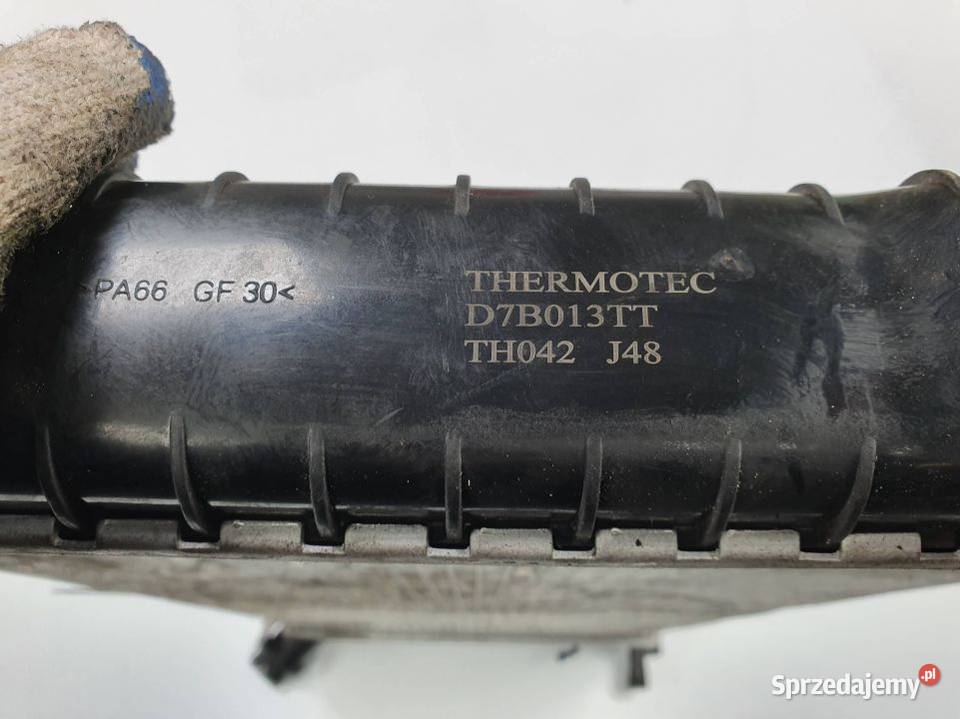 >PA66 GF 30<
THERMOTEC
D7B013TT
TH042 J48
Sprzedajemy.pl